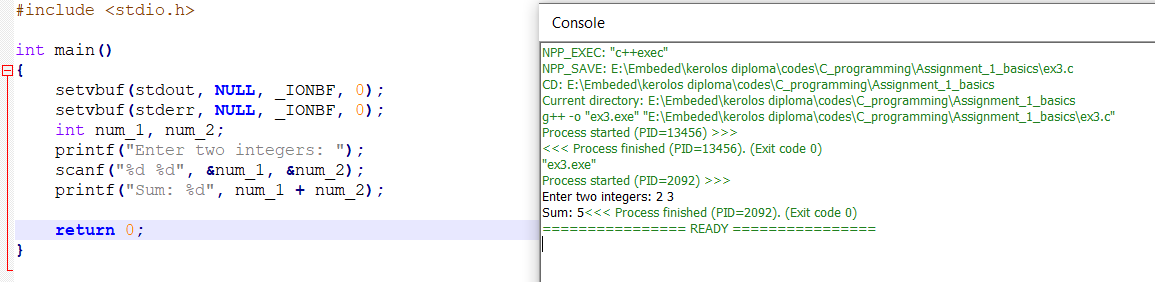 #include <stdio.h>
int main()
{
setvbuf(stdout, NULL, _IONBF, 0);
setvbuf(stderr, NULL, _IONBF, 0);
int num_1, num_2;
printf("Enter two integers: ");
scanf("%d %d", &num_1, &num_2);
printf("Sum: %d", num_1 + num_2);
return 0;
}
Console
NPP_EXEC: "c++exec"
NPP_SAVE: E:\Embeded\kerolos diploma\codes\C_programming\Assignment_1_basics\ex3.c
CD: E:\Embeded\kerolos diploma\codes\C_programming\Assignment_1_basics
Current directory: E:\Embeded\kerolos diploma\codes\C_programming\Assignment_1_basics
g++ -o "ex3.exe" "E:\Embeded\kerolos diploma\codes\C_programming\Assignment_1_basics\ex3.c"
Process started (PID=13456) >>>
<<< Process finished (PID=13456). (Exit code 0)
"ex3.exe"
Process started (PID=2092) >>>
Enter two integers: 2 3
Sum: 5<<< Process finished (PID=2092). (Exit code 0)
================ READY ================